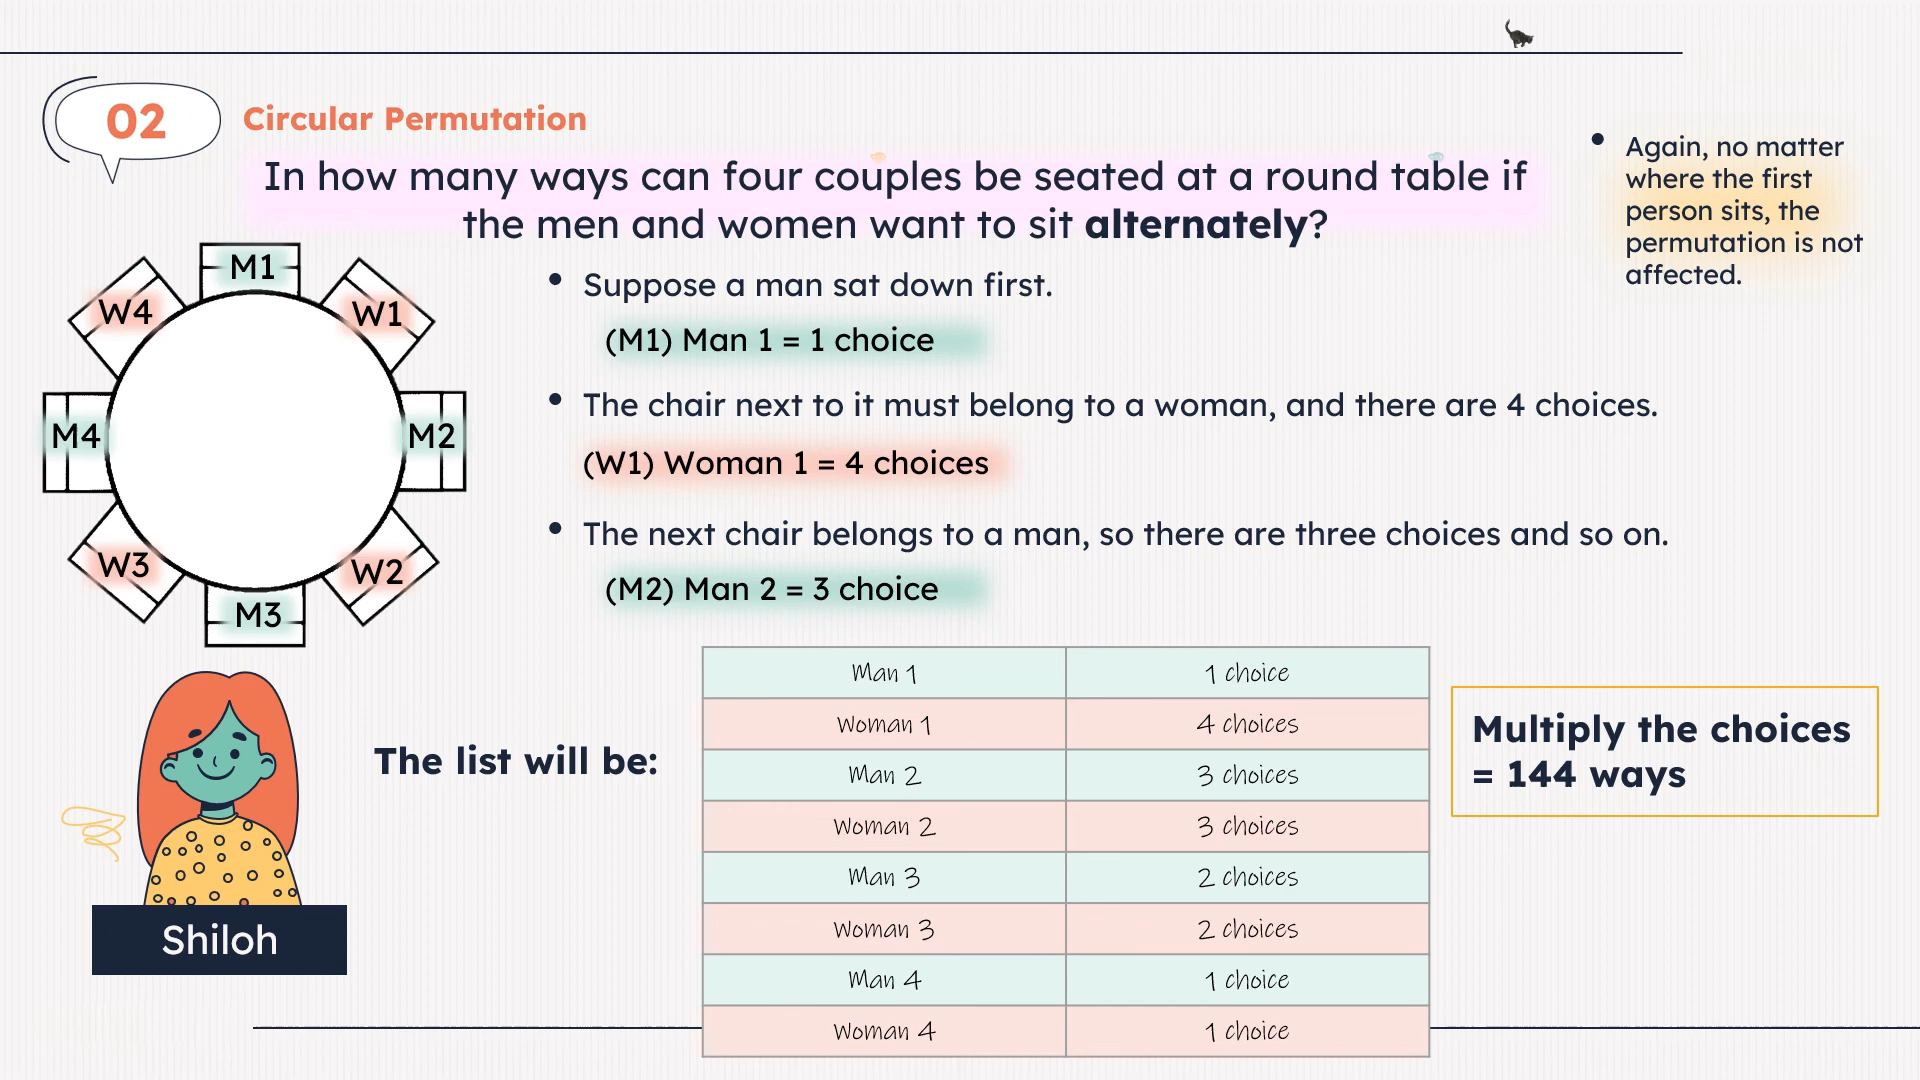 02
Circular Permutation
In how many ways can four couples be seated at a round table if
the men and women want to sit alternately?
• Again, no matter
where the first
person sits, the
permutation is not
affected.
M1
W4
W1
M4
M2
W3
W2
M3
• Suppose a man sat down first.
(M1) Man 1 = 1 choice
• The chair next to it must belong to a woman, and there are 4 choices.
(W1) Woman 1 = 4 choices
• The next chair belongs to a man, so there are three choices and so on.
(M2) Man 2 = 3 choice
The list will be:
Man 1 1 choice
Woman 1 4 choices
Man 2 3 choices
Woman 2 3 choices
Man 3 2 choices
Woman 3 2 choices
Man 4 1 choice
Woman 4 1 choice
Multiply the choices
= 144 ways
Shiloh